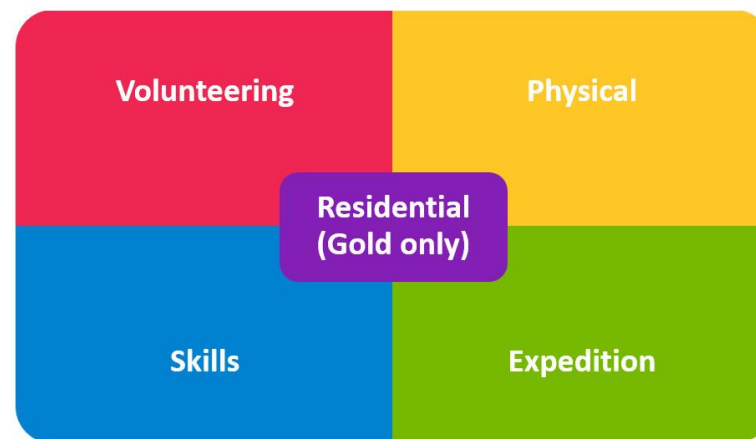 Volunteering
Physical
Residential
(Gold only)
Skills
Expedition